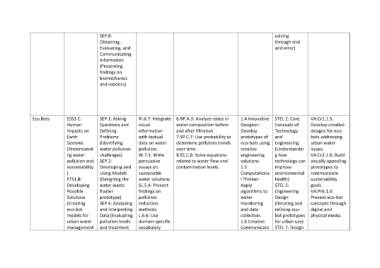 SEP 8:
Obtaining,
Evaluating, and
Communicating
Information
(Presenting
findings on
biomechanics
and robotics)
solving
through trial
and error)
Eco Bots
ESS3.C:
Human
Impacts on
Earth
Systems
(Understandi
ng water
pollution and
sustainability
)
ETS1.B:
Developing
Possible
Solutions
(Creating
eco-bot
models for
urban water
management
SEP 1: Asking
Questions and
Defining
Problems
(Identifying
water pollution
challenges)
SEP 2:
Developing and
Using Models
(Designing the
water waste
floater
prototype)
SEP 4: Analyzing
and Interpreting
Data (Evaluating
pollution levels
and treatment
RI.6.7: Integrate
visual
information
with textual
data on water
pollution.
W.7.1: Write
persuasive
essays on
sustainable
water solutions.
SL.5.4: Present
findings on
pollution
reduction
methods.
L.6.6: Use
domain-specific
vocabulary
6.RP.A.3: Analyze ratios in
water composition before
and after filtration.
7.SP.C.7: Determine probability
models to predict pollution
trends over time.
8.EE.C.8: Solve equations
related to water flow and
contamination levels.
1.4 Innovative
Designer-
Develop
prototypes of
eco-bots using
creative
engineering
solutions
1.5
Computationa
l Thinker
Apply
algorithms to
water
monitoring
and data
collection.
1.6 Creative
Communicato
STEL 2: Core
Concepts of
Technology
and
Engineering
(Understandin
g how
technology can
improve
environmental
health)
STEL 5:
Engineering
Design
(Iterating and
refining eco-
bot prototypes
for urban use)
STEL 7: Design
VA:Cr1.1.5:
Develop creative
designs for eco-
bots addressing
urban water
issues.
VA:Cr2.1.8: Build
visually appealing
prototypes to
communicate
sustainability
goals.
VA:Pr6.1.6:
Present eco-bot
concepts through
digital and
physical media.